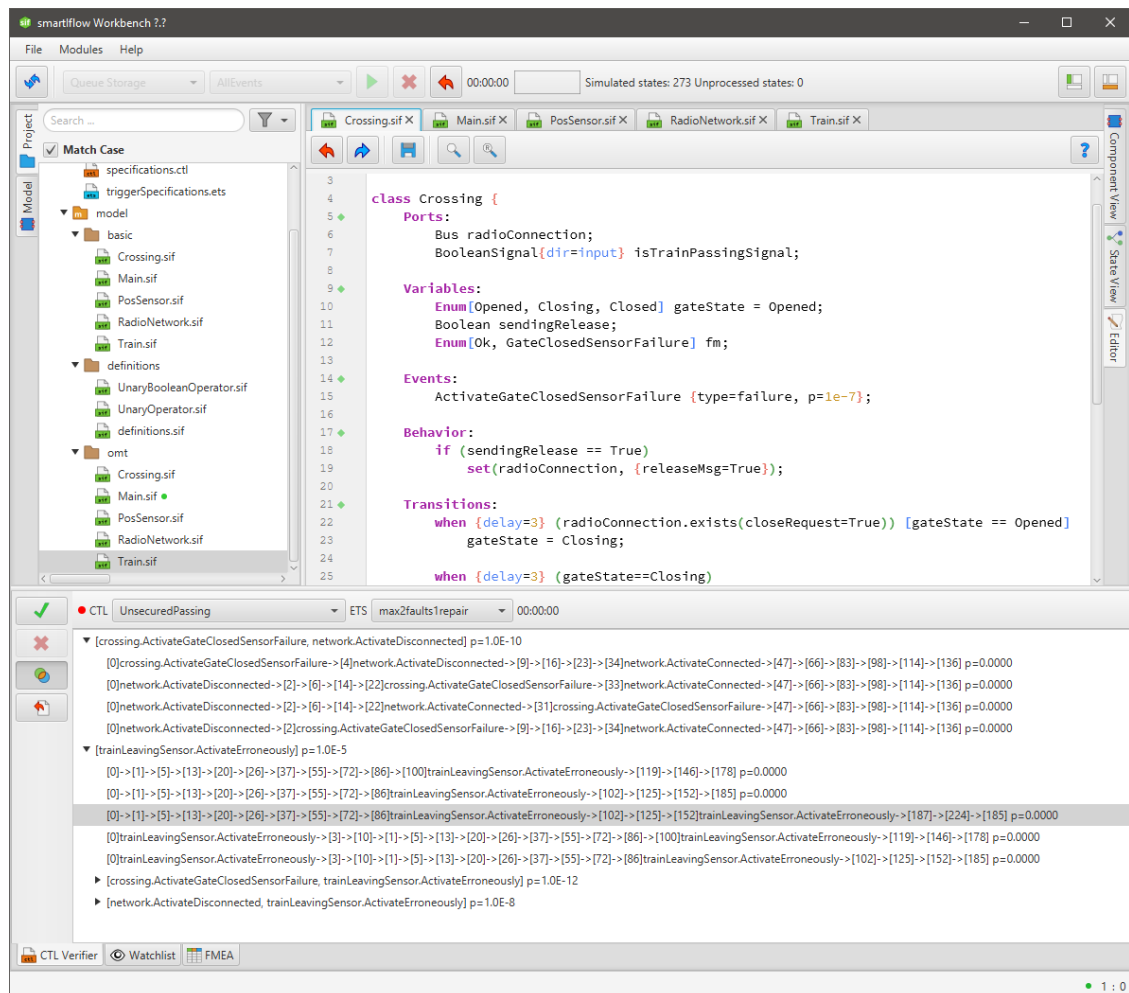 sif smartIflow Workbench ?.?
File Modules Help
Queue Storage AllEvents 00:00:00 Simulated states: 273 Unprocessed states: 0
Project
Model
Search ...
Match Case
specifications.ctl
triggerSpecifications.ets
model
basic
Crossing.sif
Main.sif
PosSensor.sif
RadioNetwork.sif
Train.sif
definitions
UnaryBooleanOperator.sif
UnaryOperator.sif
definitions.sif
omt
Crossing.sif
Main.sif
PosSensor.sif
RadioNetwork.sif
Train.sif
Crossing.sif Main.sif PosSensor.sif RadioNetwork.sif Train.sif
3
4 class Crossing {
5 Ports:
6 Bus radioConnection;
7 BooleanSignal{dir=input} isTrainPassingSignal;
8
9 Variables:
10 Enum[Opened, Closing, Closed] gateState = Opened;
11 Boolean sendingRelease;
12 Enum[Ok, GateClosedSensorFailure] fm;
13
14 Events:
15 ActivateGateClosedSensorFailure {type=failure, p=1e-7};
16
17 Behavior:
18 if (sendingRelease == True)
19 set(radioConnection, {releaseMsg=True});
20
21 Transitions:
22 when {delay=3} (radioConnection.exists(closeRequest=True)) [gateState == Opened]
23 gateState = Closing;
24
25 when {delay=3} (gateState==Closing)
Component View
State View
Editor
CTL UnsecuredPassing ETS max2faults1repair 00:00:00
[crossing.ActivateGateClosedSensorFailure, network.ActivateDisconnected] p=1.0E-10
[0]crossing.ActivateGateClosedSensorFailure->[4]network.ActivateDisconnected->[9]->[16]->[23]->[34]network.ActivateConnected->[47]->[66]->[83]->[98]->[114]->[136] p=0.0000
[0]network.ActivateDisconnected->[2]->[6]->[14]->[22]crossing.ActivateGateClosedSensorFailure->[33]network.ActivateConnected->[47]->[66]->[83]->[98]->[114]->[136] p=0.0000
[0]network.ActivateDisconnected->[2]->[6]->[14]->[22]network.ActivateConnected->[31]crossing.ActivateGateClosedSensorFailure->[47]->[66]->[83]->[98]->[114]->[136] p=0.0000
[0]network.ActivateDisconnected->[2]crossing.ActivateGateClosedSensorFailure->[9]->[16]->[23]->[34]network.ActivateConnected->[47]->[66]->[83]->[98]->[114]->[136] p=0.0000
[trainLeavingSensor.ActivateErroneously] p=1.0E-5
[0]->[1]->[5]->[13]->[20]->[26]->[37]->[55]->[72]->[86]->[100]trainLeavingSensor.ActivateErroneously->[119]->[146]->[178] p=0.0000
[0]->[1]->[5]->[13]->[20]->[26]->[37]->[55]->[72]->[86]trainLeavingSensor.ActivateErroneously->[102]->[125]->[152]->[185] p=0.0000
[0]->[1]->[5]->[13]->[20]->[26]->[37]->[55]->[72]->[86]trainLeavingSensor.ActivateErroneously->[102]->[125]->[152]trainLeavingSensor.ActivateErroneously->[187]->[224]->[185] p=0.0000
[0]trainLeavingSensor.ActivateErroneously->[3]->[10]->[1]->[5]->[13]->[20]->[26]->[37]->[55]->[72]->[86]->[100]trainLeavingSensor.ActivateErroneously->[119]->[146]->[178] p=0.0000
[0]trainLeavingSensor.ActivateErroneously->[3]->[10]->[1]->[5]->[13]->[20]->[26]->[37]->[55]->[72]->[86]trainLeavingSensor.ActivateErroneously->[102]->[125]->[152]->[185] p=0.0000
[crossing.ActivateGateClosedSensorFailure, trainLeavingSensor.ActivateErroneously] p=1.0E-12
[network.ActivateDisconnected, trainLeavingSensor.ActivateErroneously] p=1.0E-8
CTL Verifier Watchlist FMEA
1 : 0